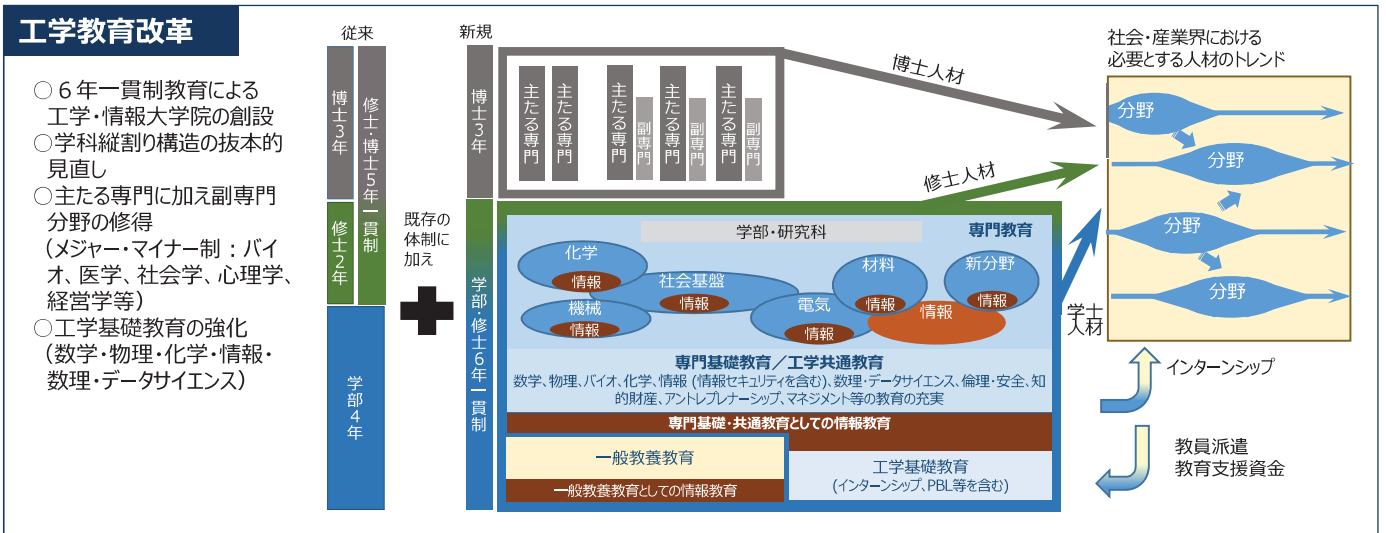 工学教育改革
○6年一貫制教育による
工学・情報大学院の創設
○学科縦割り構造の抜本的
見直し
○主たる専門に加え副専門
分野の修得
(メジャー・マイナー制：バイ
オ、医学、社会学、心理学、
経営学等)
○工学基礎教育の強化
(数学・物理・化学・情報・
数理・データサイエンス)
従来
博士3年
修士2年
学部4年
修士・博士5年一貫制
既存の
体制に
加え
新規
博士3年
学部・修士6年一貫制
主たる専門
主たる専門
主たる専門
副専門
主たる専門
副専門
主たる専門
副専門
博士人材
修士人材
学士
人材
学部・研究科
専門教育
化学
情報
社会基盤
情報
機械
情報
電気
情報
材料
情報
情報
新分野
情報
専門基礎教育／工学共通教育
数学、物理、バイオ、化学、情報 (情報セキュリティを含む)、数理・データサイエンス、倫理・安全、知
的財産、アントレプレナーシップ、マネジメント等の教育の充実
専門基礎・共通教育としての情報教育
一般教養教育
一般教養教育としての情報教育
工学基礎教育
(インターンシップ、PBL等を含む)
社会・産業界における
必要とする人材のトレンド
分野
分野
分野
分野
インターンシップ
教員派遣
教育支援資金